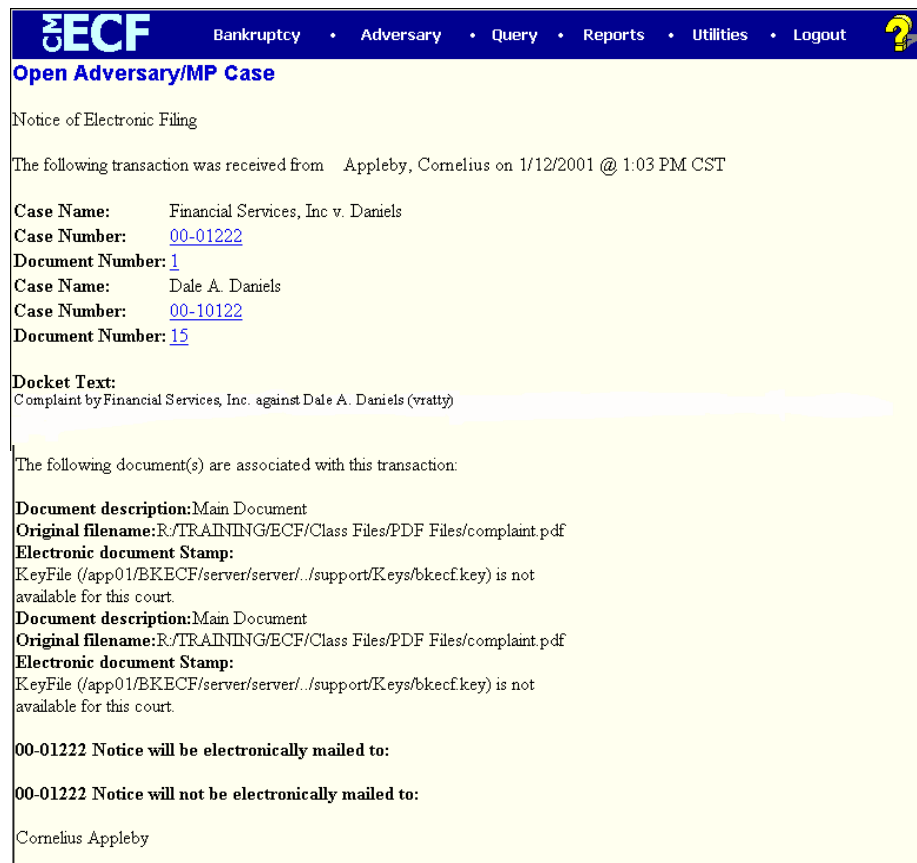 CM ECF Bankruptcy • Adversary • Query • Reports • Utilities • Logout ?
Open Adversary/MP Case
Notice of Electronic Filing
The following transaction was received from Appleby, Cornelius on 1/12/2001 @ 1:03 PM CST
Case Name: Financial Services, Inc v. Daniels
Case Number: 00-01222
Document Number: 1
Case Name: Dale A. Daniels
Case Number: 00-10122
Document Number: 15
Docket Text:
Complaint by Financial Services, Inc. against Dale A. Daniels (vratty)
The following document(s) are associated with this transaction:
Document description:Main Document
Original filename:R:/TRAINING/ECF/Class Files/PDF Files/complaint.pdf
Electronic document Stamp:
KeyFile (/app01/BKECF/server/server/../support/Keys/bkecf.key) is not
available for this court.
Document description:Main Document
Original filename:R:/TRAINING/ECF/Class Files/PDF Files/complaint.pdf
Electronic document Stamp:
KeyFile (/app01/BKECF/server/server/../support/Keys/bkecf.key) is not
available for this court.
00-01222 Notice will be electronically mailed to:
00-01222 Notice will not be electronically mailed to:
Cornelius Appleby